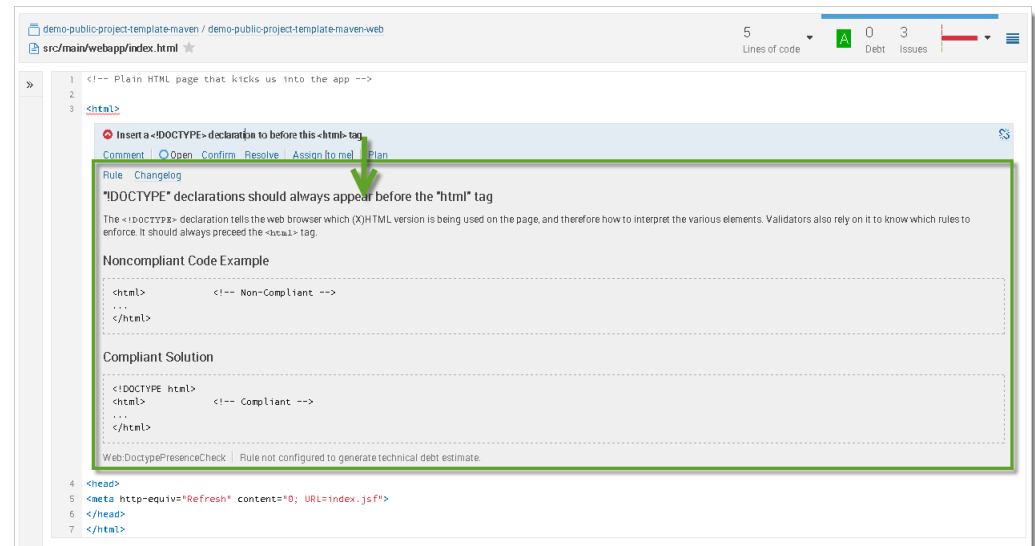 demo-public-project-template-maven / demo-public-project-template-maven-web
src/main/webapp/index.html
5
Lines of code
A
0
Debt
3
Issues
1 <!-- Plain HTML page that kicks us into the app -->
2
3 <html>
Insert a <!DOCTYPE> declaration to before this <html> tag
Comment Open Confirm Resolve Assign [to me] Plan
Rule Changelog
"!DOCTYPE" declarations should always appear before the "html" tag
The <!DOCTYPE> declaration tells the web browser which (X)HTML version is being used on the page, and therefore how to interpret the various elements. Validators also rely on it to know which rules to
enforce. It should always preceed the <html> tag.
Noncompliant Code Example
<html> <!-- Non-Compliant -->
...
</html>
Compliant Solution
<!DOCTYPE html>
<html> <!-- Compliant -->
...
</html>
Web:DoctypePresenceCheck Rule not configured to generate technical debt estimate.
4 <head>
5 <meta http-equiv="Refresh" content="0; URL=index.jsf">
6 </head>
7 </html>